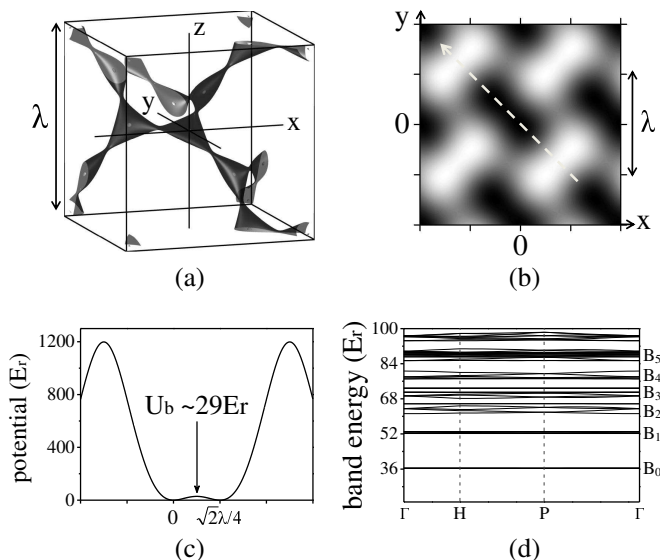 λ
z
y
x
(a)
y
0
λ
x
0
(b)
potential (Er)
1200
800
400
0
Ub ~29Er
0
√2λ/4
(c)
band energy (Er)
100
84
68
52
36
B5
B4
B3
B2
B1
B0
Γ
H
P
Γ
(d)